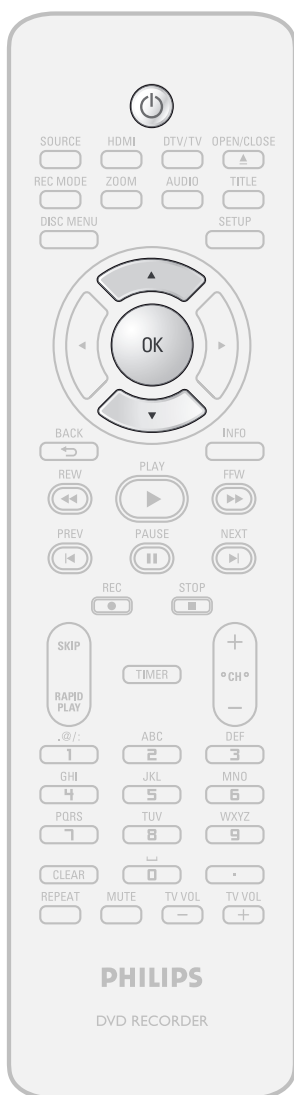 SOURCE HDMI DTV/TV OPEN/CLOSE
REC MODE ZOOM AUDIO TITLE
DISC MENU SETUP
OK
BACK INFO
REW PLAY FFW
PREV PAUSE NEXT
REC STOP
SKIP +
TIMER °CH°
RAPID
PLAY −
.@/: ABC DEF
1 2 3
GHI JKL MNO
4 5 6
PQRS TUV WXYZ
7 8 9
CLEAR 0 .
REPEAT MUTE TV VOL TV VOL
− +
PHILIPS
DVD RECORDER